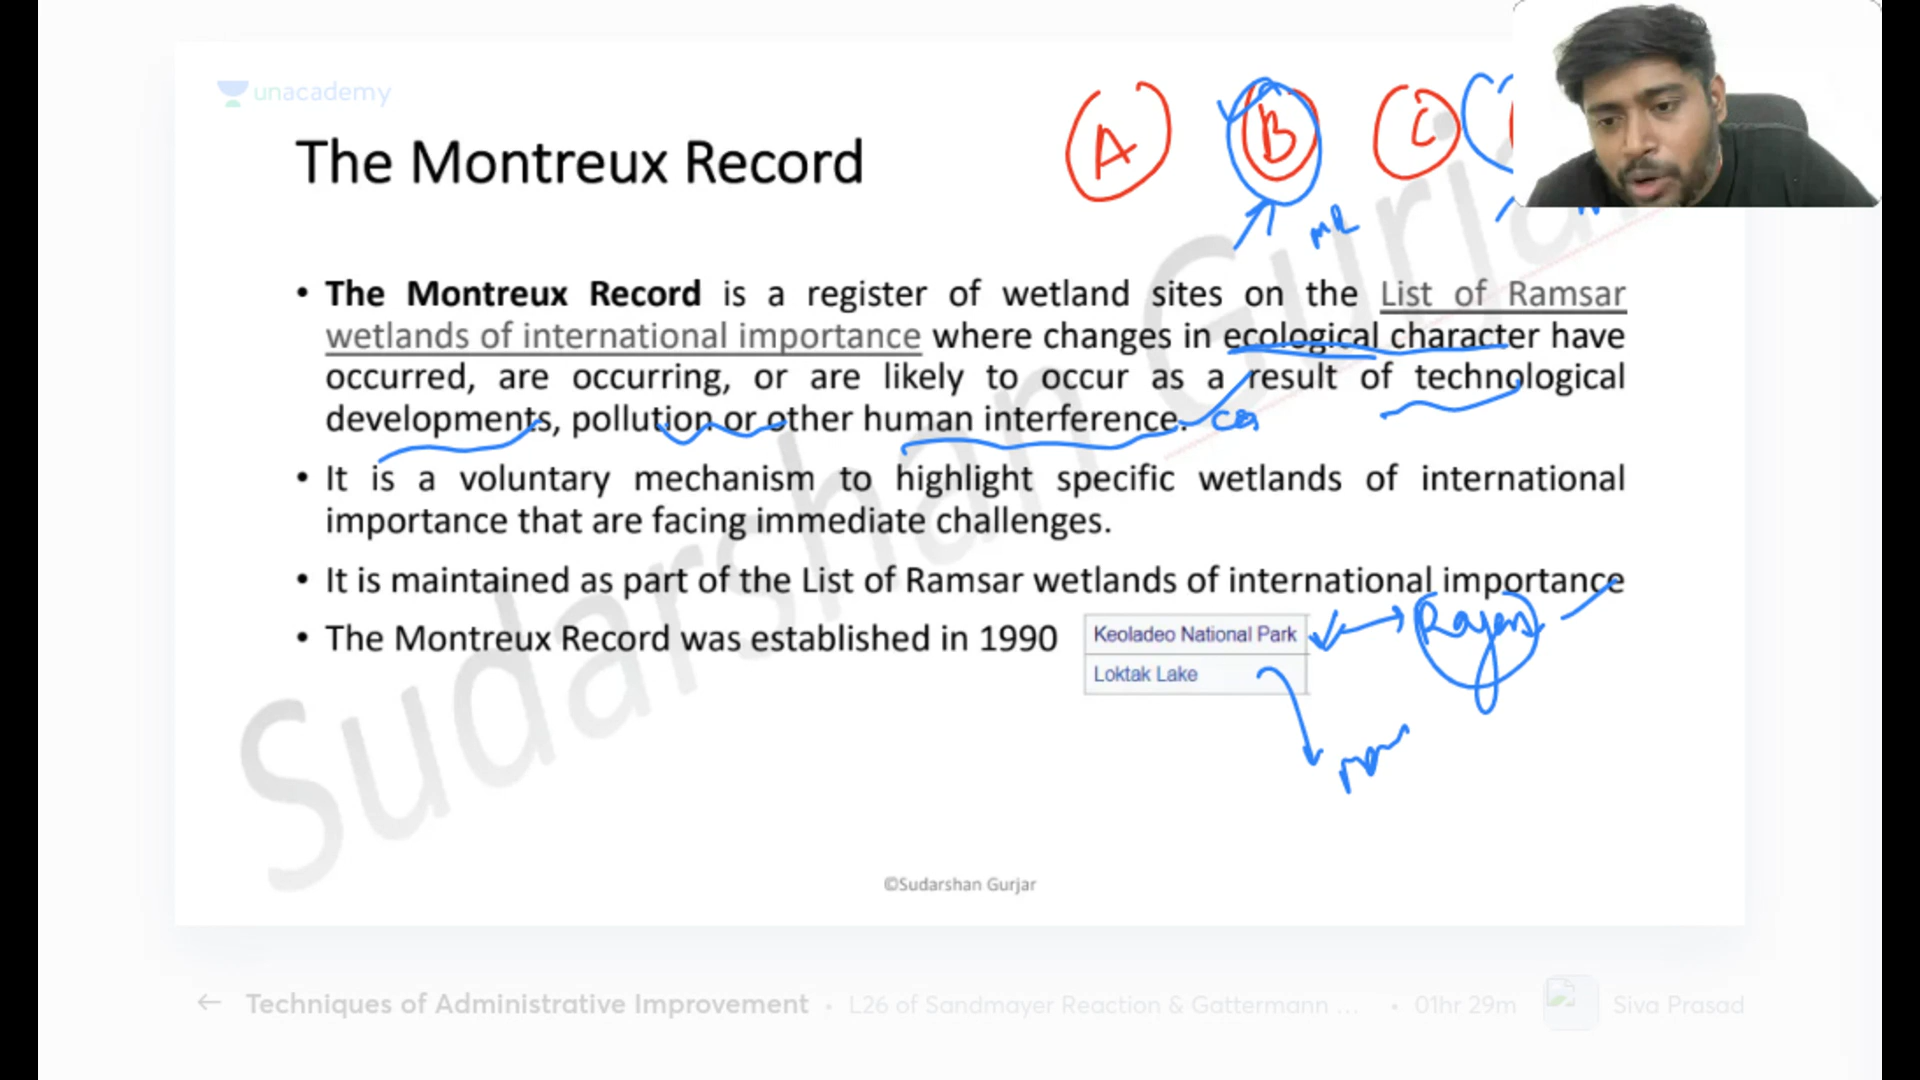 unacademy
A B C
The Montreux Record
MR
• The Montreux Record is a register of wetland sites on the List of Ramsar
wetlands of international importance where changes in ecological character have
occurred, are occurring, or are likely to occur as a result of technological
developments, pollution or other human interference.
• It is a voluntary mechanism to highlight specific wetlands of international
importance that are facing immediate challenges.
• It is maintained as part of the List of Ramsar wetlands of international importance
• The Montreux Record was established in 1990
Keoladeo National Park
Loktak Lake
Sudarshan Gurjar
©Sudarshan Gurjar
← Techniques of Administrative Improvement • L26 of Sandmayer Reaction & Gattermann ... • 01hr 29m Siva Prasad